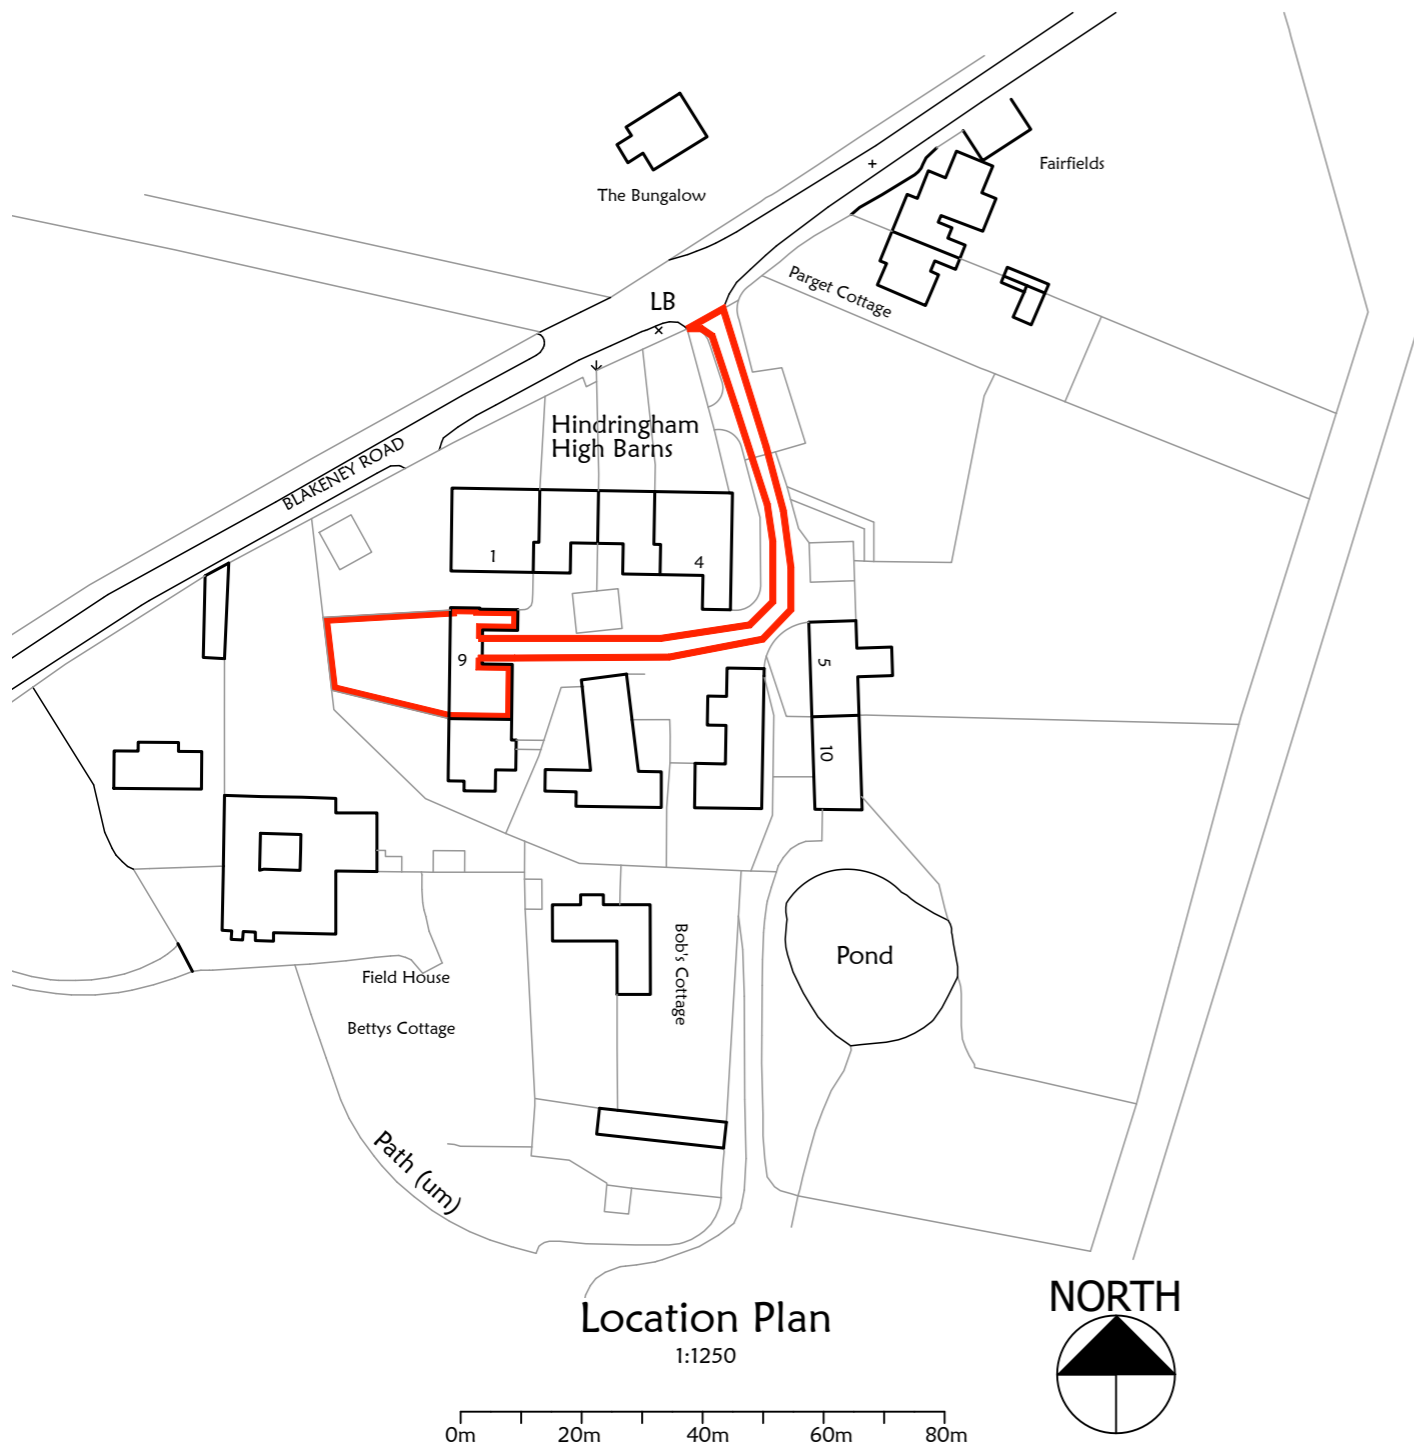 Fairfields
The Bungalow
Parget Cottage
LB
Hindringham
High Barns
BLAKENEY ROAD
1
4
9
5
10
Pond
Bob's Cottage
Field House
Bettys Cottage
Path (um)
NORTH
Location Plan
1:1250
0m 20m 40m 60m 80m